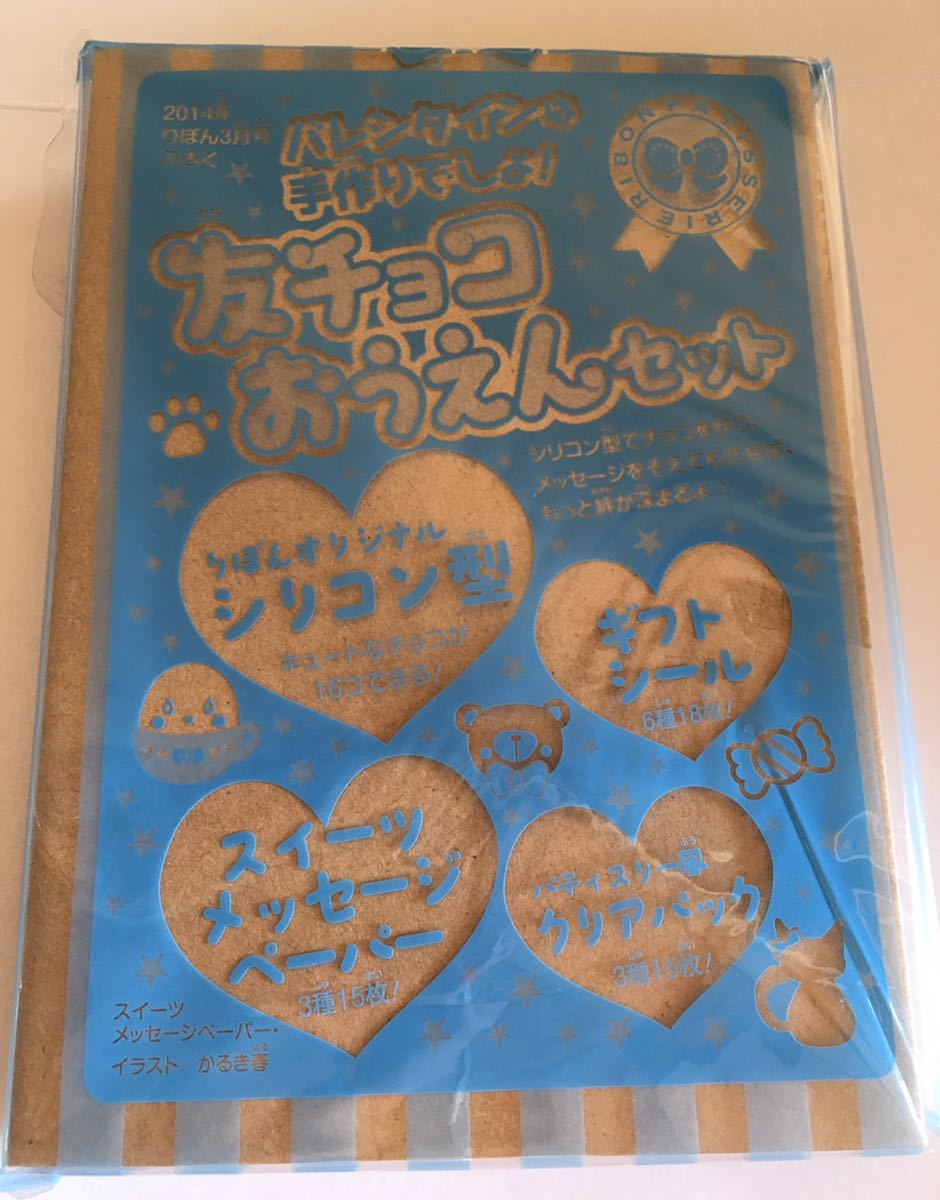 2014年
りぼん3月号
ふろく
バレンタインは
手作りでしょ!
RIBON PATISSERIE
とも
友チョコ
おうえんセット
シリコン型でチョコを作り、
メッセージをそえてわたせば、
もっと絆が深まるよ!
りぼんオリジナル
シリコン型
キュートなチョコが
16コできる!
ギフト
シール
6種18枚!
スイーツ
メッセージ
ペーパー
3種15枚!
パティスリー風
クリアパック
3種15枚!
スイーツ
メッセージペーパー・
イラスト/かるき春